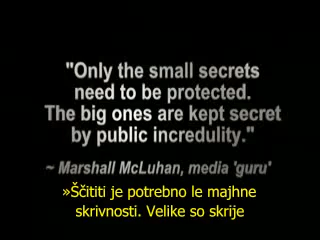 "Only the small secrets
need to be protected.
The big ones are kept secret
by public incredulity."
~ Marshall McLuhan, media 'guru'
»Ščititi je potrebno le majhne
skrivnosti. Velike so skrije